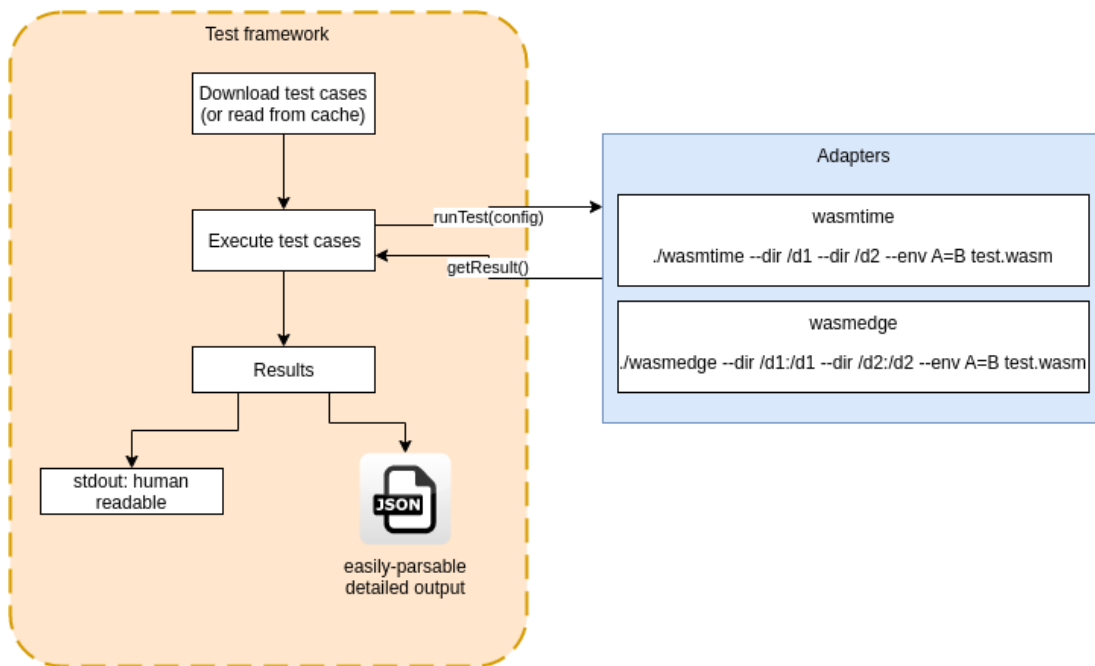 Test framework
Download test cases
(or read from cache)
Execute test cases
runTest(config)
getResult()
Results
stdout: human
readable
JSON
easily-parsable
detailed output
Adapters
wasmtime
./wasmtime --dir /d1 --dir /d2 --env A=B test.wasm
wasmedge
./wasmedge --dir /d1:/d1 --dir /d2:/d2 --env A=B test.wasm